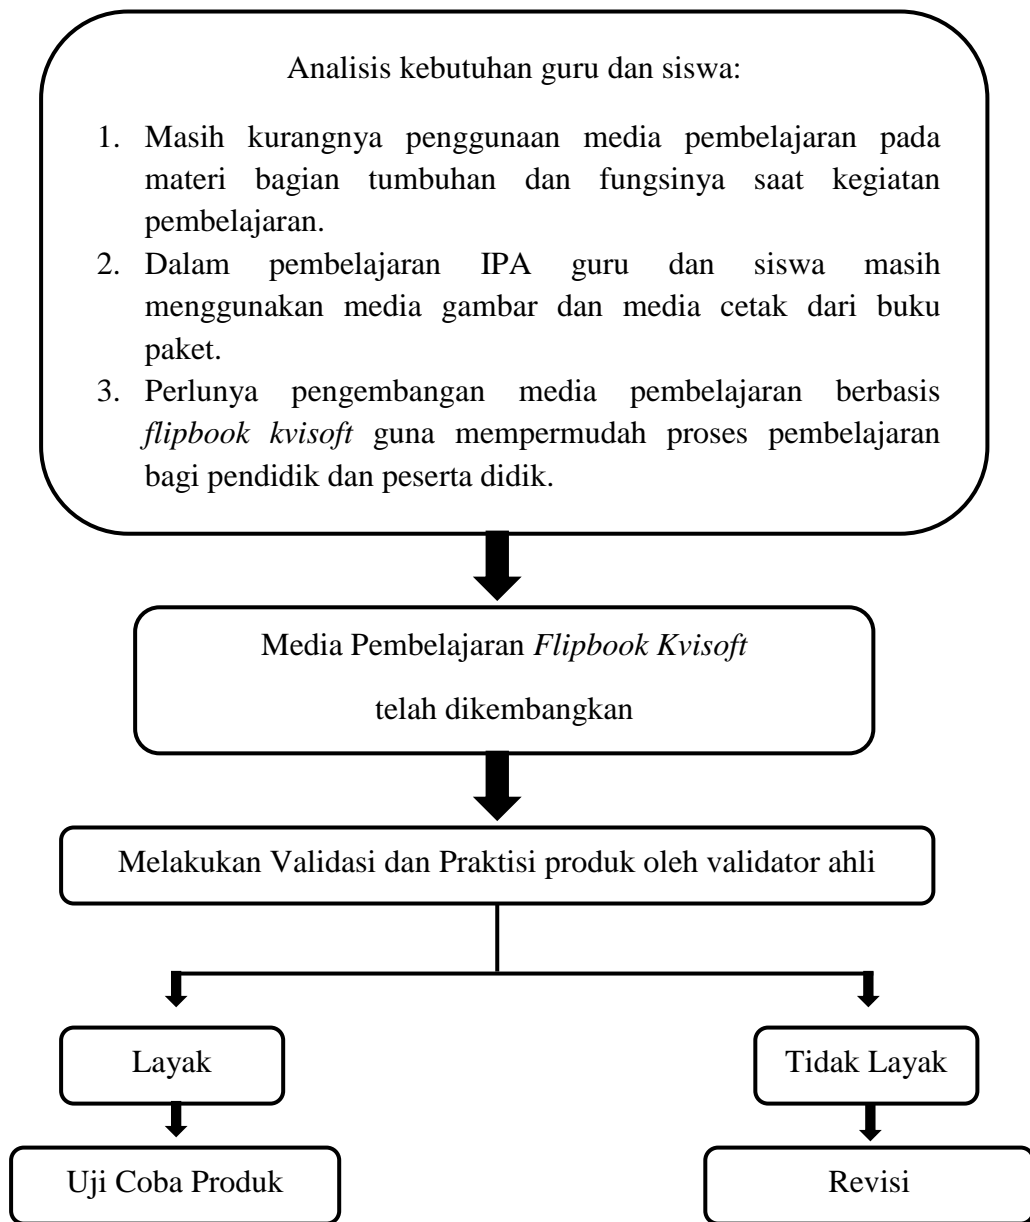 Analisis kebutuhan guru dan siswa:
1. Masih kurangnya penggunaan media pembelajaran pada
materi bagian tumbuhan dan fungsinya saat kegiatan
pembelajaran.
2. Dalam pembelajaran IPA guru dan siswa masih
menggunakan media gambar dan media cetak dari buku
paket.
3. Perlunya pengembangan media pembelajaran berbasis
flipbook kvisoft guna mempermudah proses pembelajaran
bagi pendidik dan peserta didik.
Media Pembelajaran Flipbook Kvisoft
telah dikembangkan
Melakukan Validasi dan Praktisi produk oleh validator ahli
Layak
Tidak Layak
Uji Coba Produk
Revisi